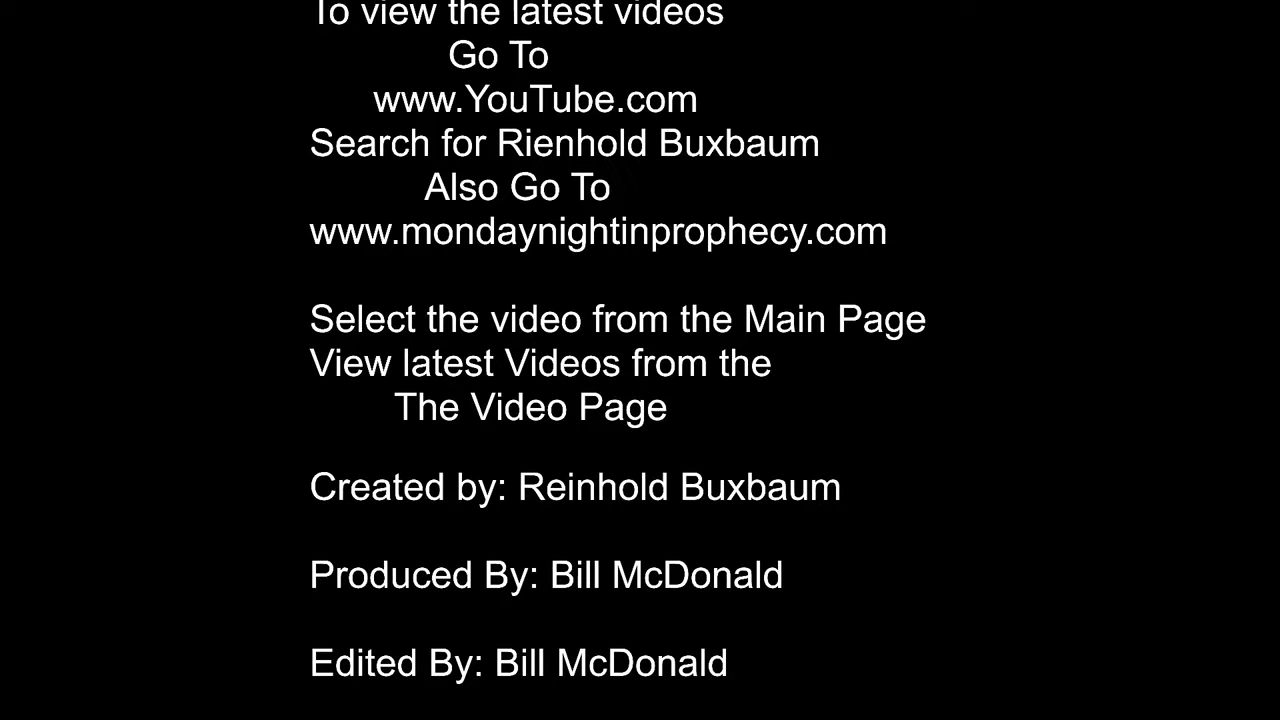 To view the latest videos
Go To
www.YouTube.com
Search for Rienhold Buxbaum
Also Go To
www.mondaynightinprophecy.com
Select the video from the Main Page
View latest Videos from the
The Video Page
Created by: Reinhold Buxbaum
Produced By: Bill McDonald
Edited By: Bill McDonald